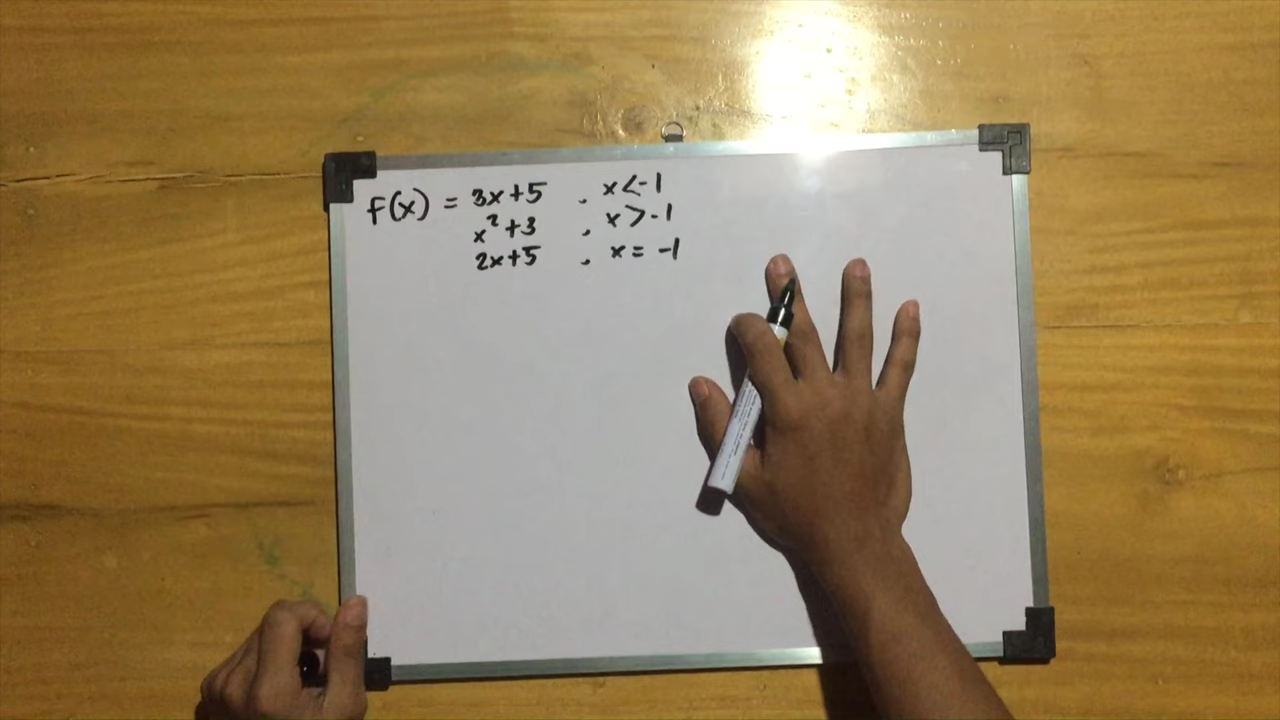 f(x) = 3x+5 , x<-1
x²+3 , x>-1
2x+5 , x= -1